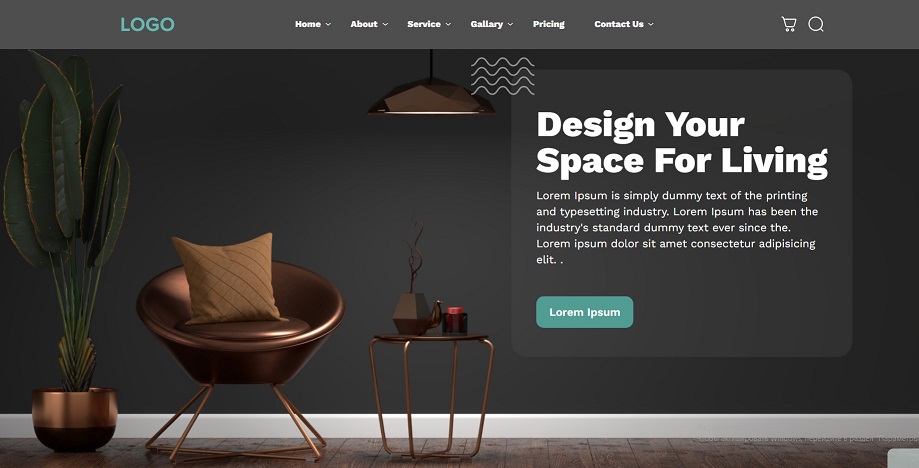 LOGO
Home
About
Service
Gallary
Pricing
Contact Us
Design Your
Space For Living
Lorem Ipsum is simply dummy text of the printing
and typesetting industry. Lorem Ipsum has been the
industry's standard dummy text ever since the.
Lorem ipsum dolor sit amet consectetur adipisicing
elit. .
Lorem Ipsum